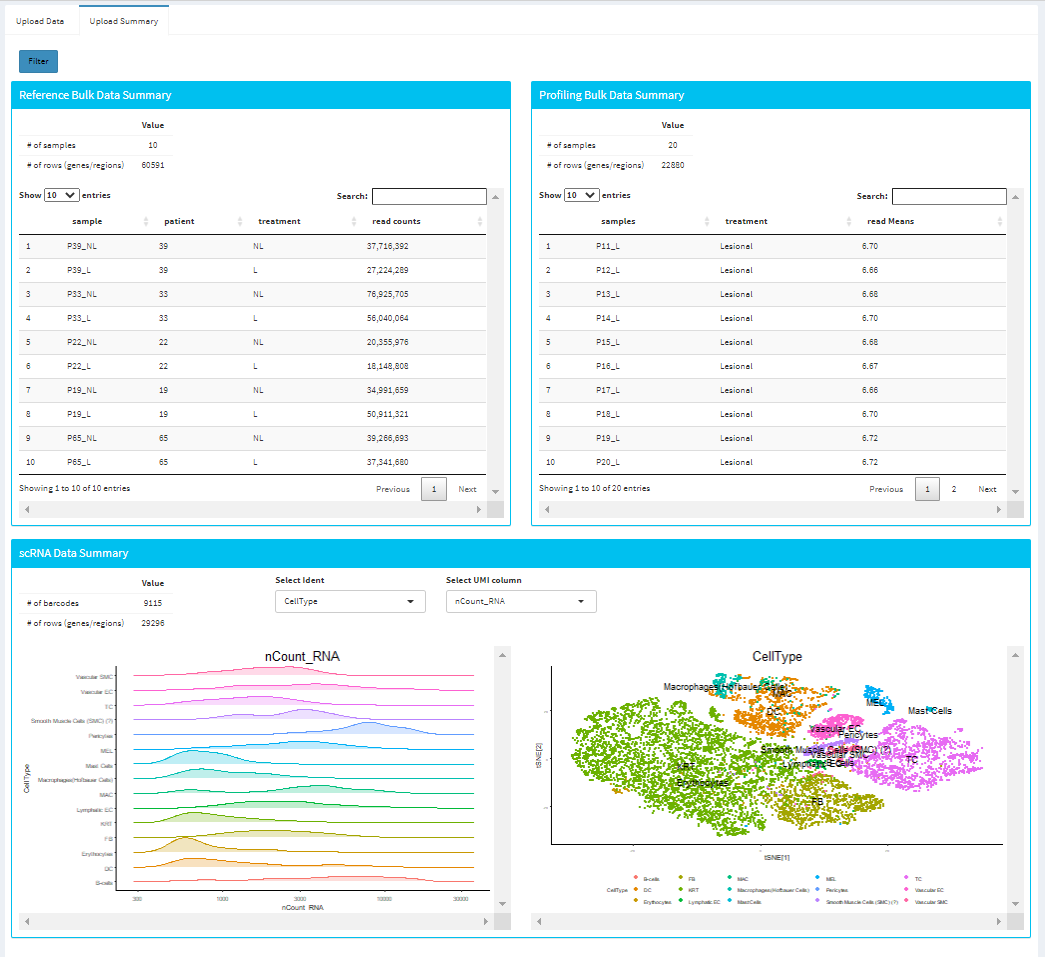 Upload Data
Upload Summary
Filter
Reference Bulk Data Summary
Value
# of samples 10
# of rows (genes/regions) 60591
Show 10 entries
Search:
sample patient treatment read counts
1 P39_NL 39 NL 37,716,392
2 P39_L 39 L 27,224,289
3 P33_NL 33 NL 76,925,705
4 P33_L 33 L 56,040,064
5 P22_NL 22 NL 20,355,976
6 P22_L 22 L 18,148,808
7 P19_NL 19 NL 34,991,659
8 P19_L 19 L 50,911,321
9 P65_NL 65 NL 39,266,693
10 P65_L 65 L 37,341,680
Showing 1 to 10 of 10 entries
Previous 1 Next
Profiling Bulk Data Summary
Value
# of samples 20
# of rows (genes/regions) 22880
Show 10 entries
Search:
samples treatment read Means
1 P11_L Lesional 6.70
2 P12_L Lesional 6.66
3 P13_L Lesional 6.68
4 P14_L Lesional 6.70
5 P15_L Lesional 6.68
6 P16_L Lesional 6.67
7 P17_L Lesional 6.66
8 P18_L Lesional 6.70
9 P19_L Lesional 6.72
10 P20_L Lesional 6.72
Showing 1 to 10 of 20 entries
Previous 1 2 Next
scRNA Data Summary
Value
# of barcodes 9115
# of rows (genes/regions) 29296
Select Ident
CellType
Select UMI column
nCount_RNA
nCount_RNA
CellType
Vascular SMC
Vascular EC
TC
Smooth Muscle Cells (SMC) (?)
Pericytes
MEL
Mast Cells
Macrophages(Hofbauer Cells)
MAC
Lymphatic EC
KRT
FB
Erythocytes
DC
B-cells
300 1000 3000 10000 30000
nCount_RNA
CellType
tSNE[2]
Macrophages(Hofbauer Cells)
MAC
DC
MEL
Mast Cells
Vascular EC
Pericytes
Smooth Muscle Cells (SMC) (?)
Vascular SMC
Lymphatic EC
B-cells
TC
KRT
Erythrocytes
FB
tSNE[1]
CellType
B-cells FB MAC MEL TC
DC KRT Macrophages(Hofbauer Cells) Pericytes Vascular EC
Erythocytes Lymphatic EC Mast Cells Smooth Muscle Cells (SMC) (?) Vascular SMC